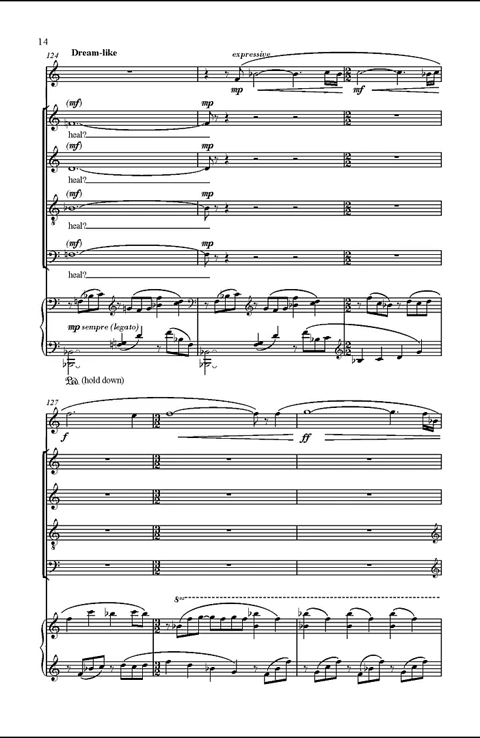 14
124 Dream-like
expressive
mp mf
(mf) mp
heal?
(mf) mp
heal?
(mf) mp
heal?
(mf) mp
heal?
mp sempre (legato)
Ped. (hold down)
127
f ff
8va